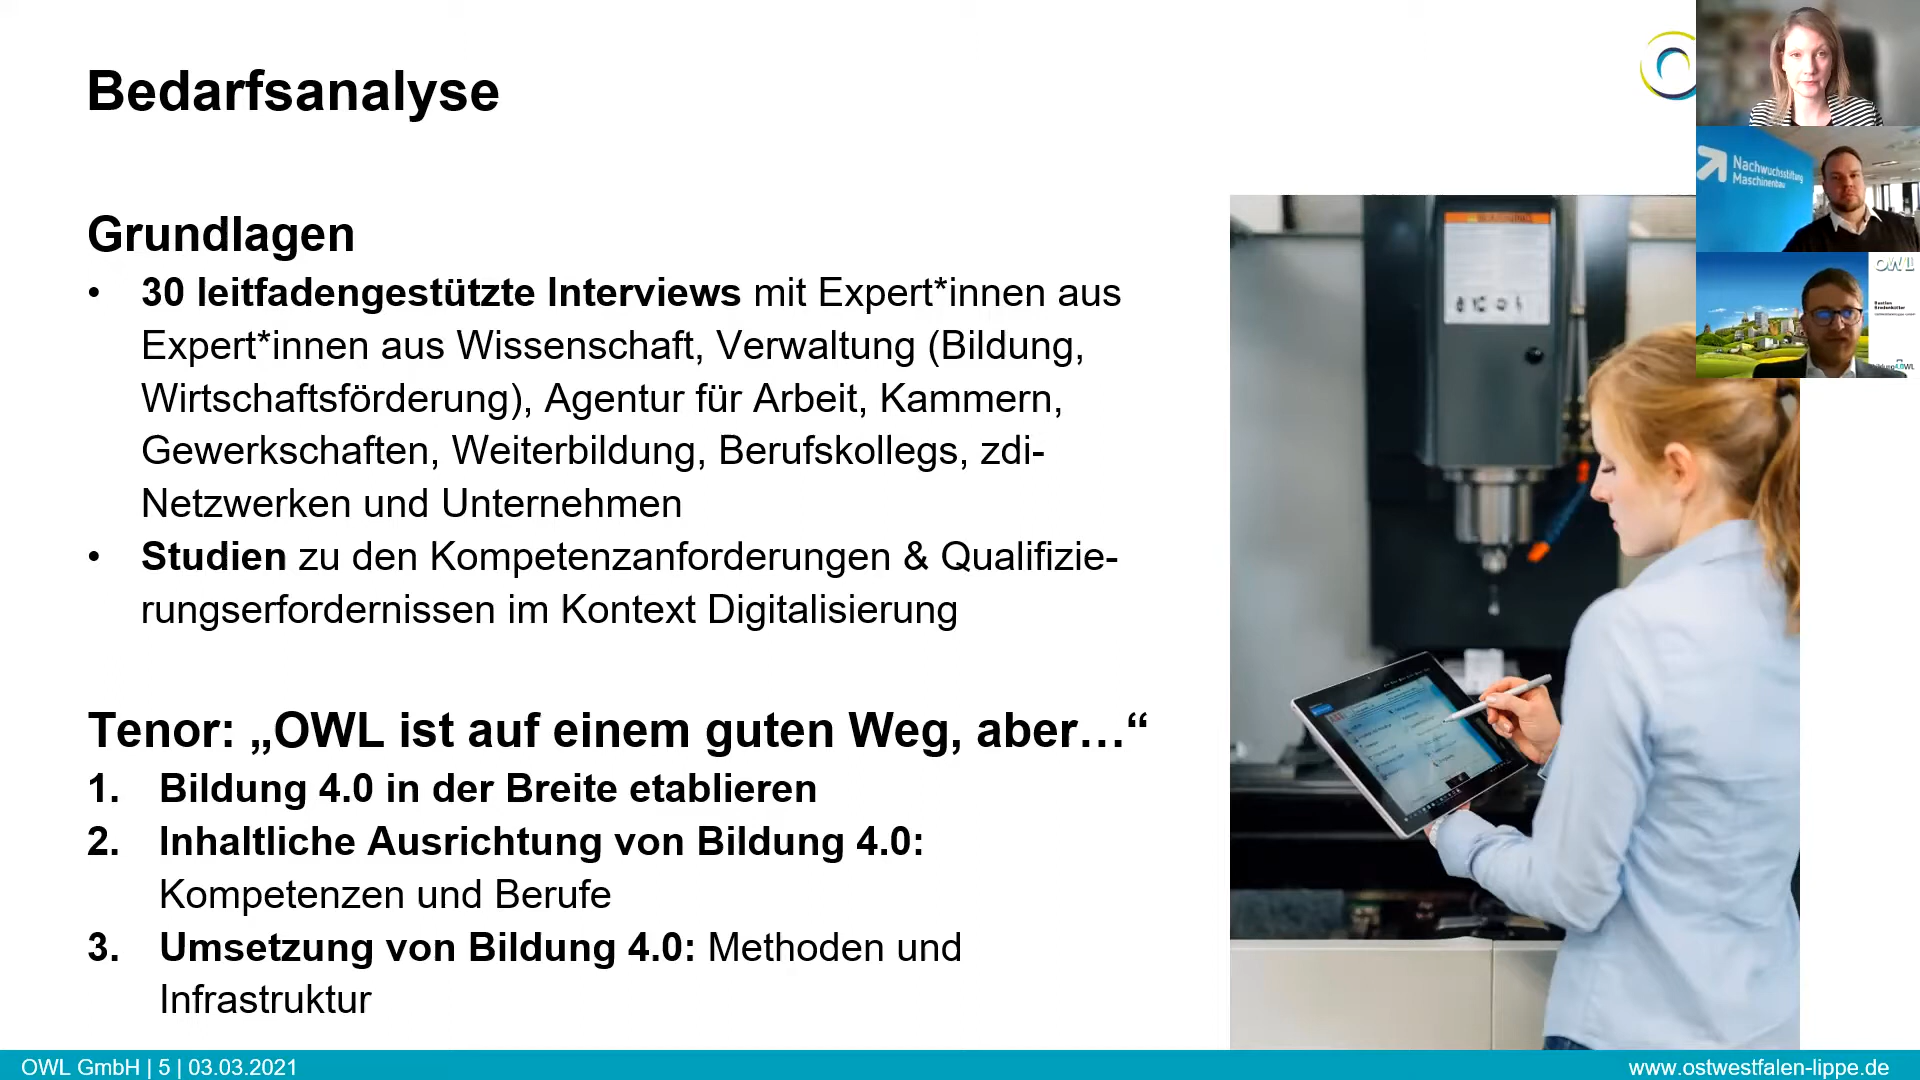 Bedarfsanalyse
Grundlagen
• 30 leitfadengestützte Interviews mit Expert*innen aus
Expert*innen aus Wissenschaft, Verwaltung (Bildung,
Wirtschaftsförderung), Agentur für Arbeit, Kammern,
Gewerkschaften, Weiterbildung, Berufskollegs, zdi-
Netzwerken und Unternehmen
• Studien zu den Kompetenzanforderungen & Qualifizie-
rungserfordernissen im Kontext Digitalisierung
Tenor: „OWL ist auf einem guten Weg, aber…“
1. Bildung 4.0 in der Breite etablieren
2. Inhaltliche Ausrichtung von Bildung 4.0:
Kompetenzen und Berufe
3. Umsetzung von Bildung 4.0: Methoden und
Infrastruktur
Nachwuchsstiftung
Maschinenbau
OWL
OWL GmbH | 5 | 03.03.2021
www.ostwestfalen-lippe.de